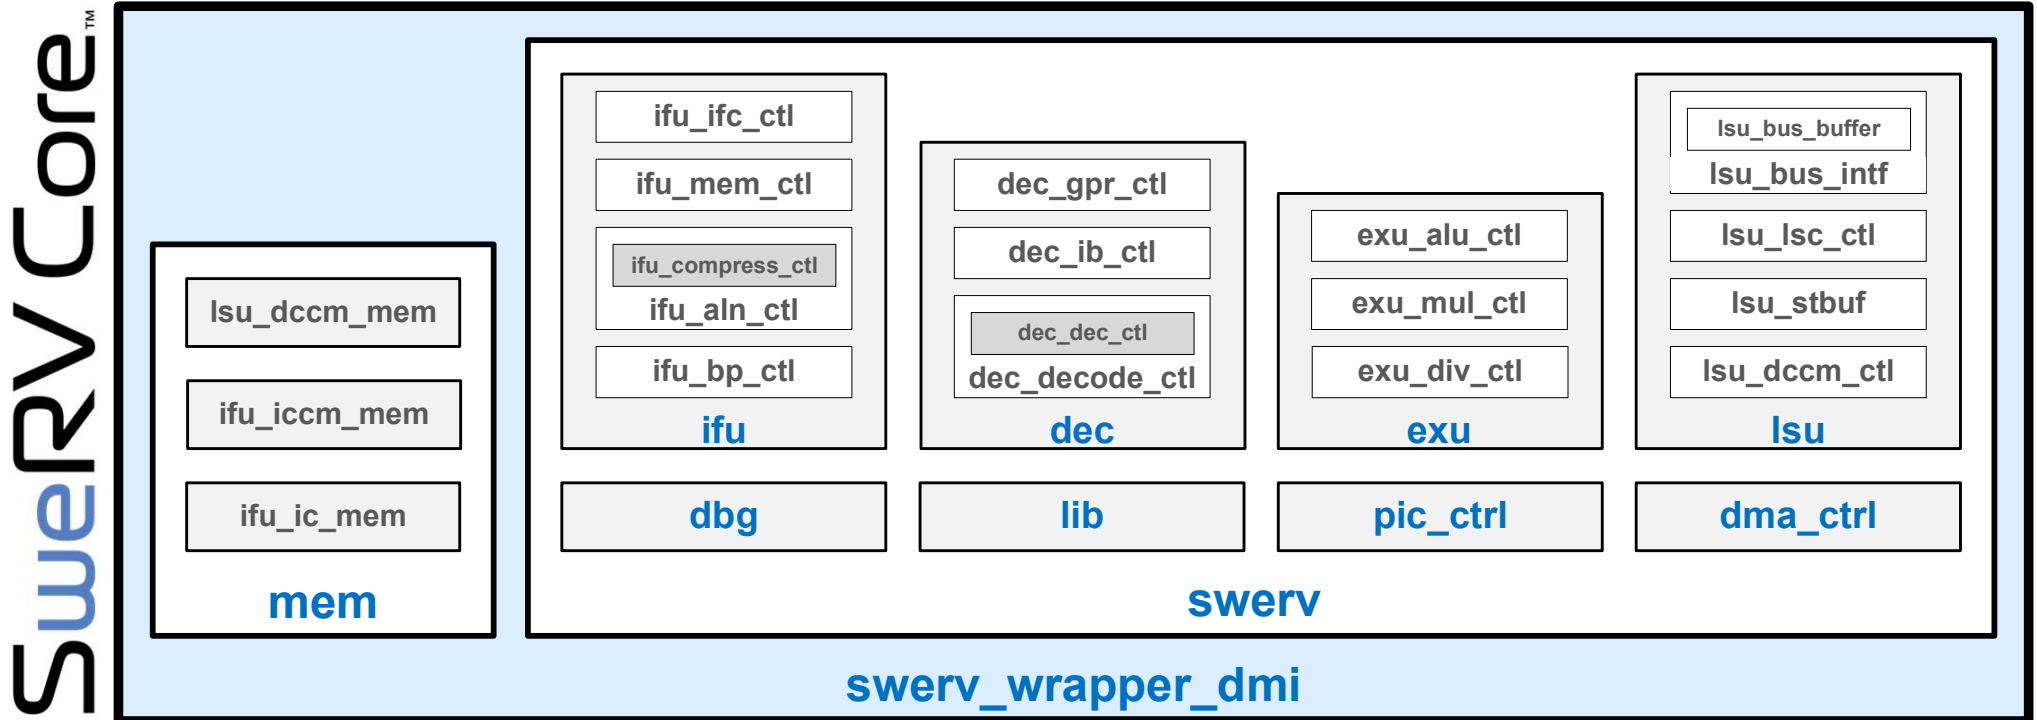 SweRV Core™
lsu_dccm_mem
ifu_iccm_mem
ifu_ic_mem
mem
ifu_ifc_ctl
ifu_mem_ctl
ifu_compress_ctl
ifu_aln_ctl
ifu_bp_ctl
ifu
dec_gpr_ctl
dec_ib_ctl
dec_dec_ctl
dec_decode_ctl
dec
exu_alu_ctl
exu_mul_ctl
exu_div_ctl
exu
lsu_bus_buffer
lsu_bus_intf
lsu_lsc_ctl
lsu_stbuf
lsu_dccm_ctl
lsu
dbg
lib
pic_ctrl
dma_ctrl
swerv
swerv_wrapper_dmi